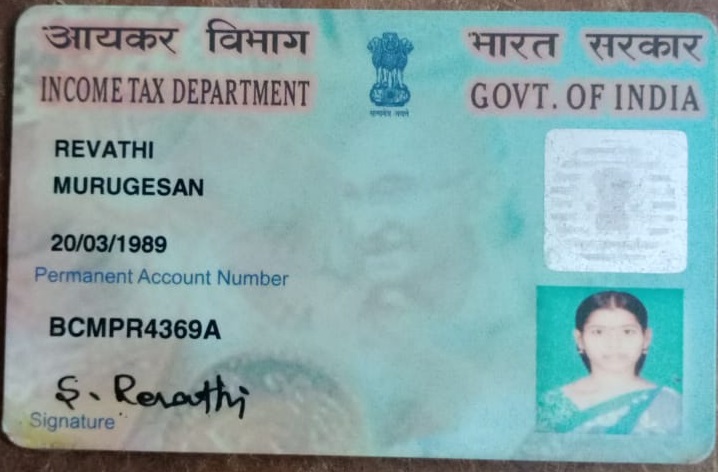 आयकर विभाग
भारत सरकार
INCOME TAX DEPARTMENT
GOVT. OF INDIA
सत्यमेव जयते
REVATHI
MURUGESAN
20/03/1989
Permanent Account Number
BCMPR4369A
S. Revathi
Signature